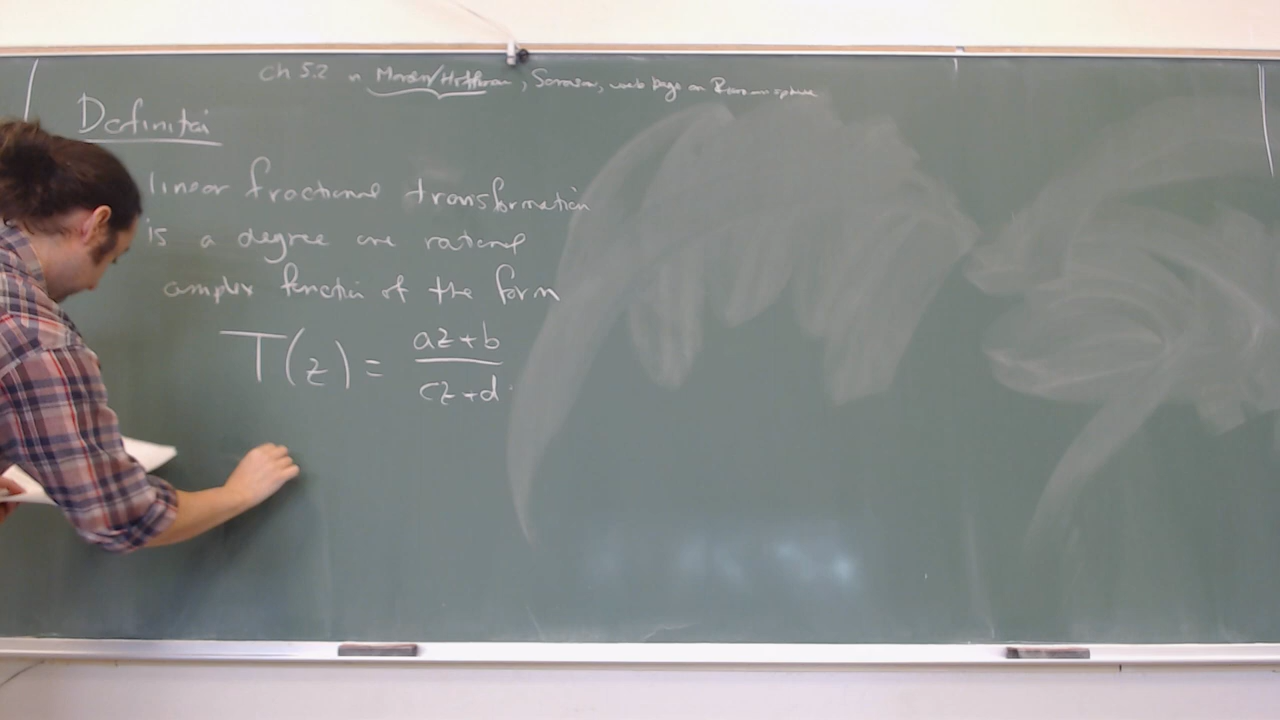 Ch 5.2 in Marsden/Hoffman, , web page on Riemann sphere
Definition
linear fractional transformation
is a degree one rational
complex function of the form
T(z) = az+b / cz+d